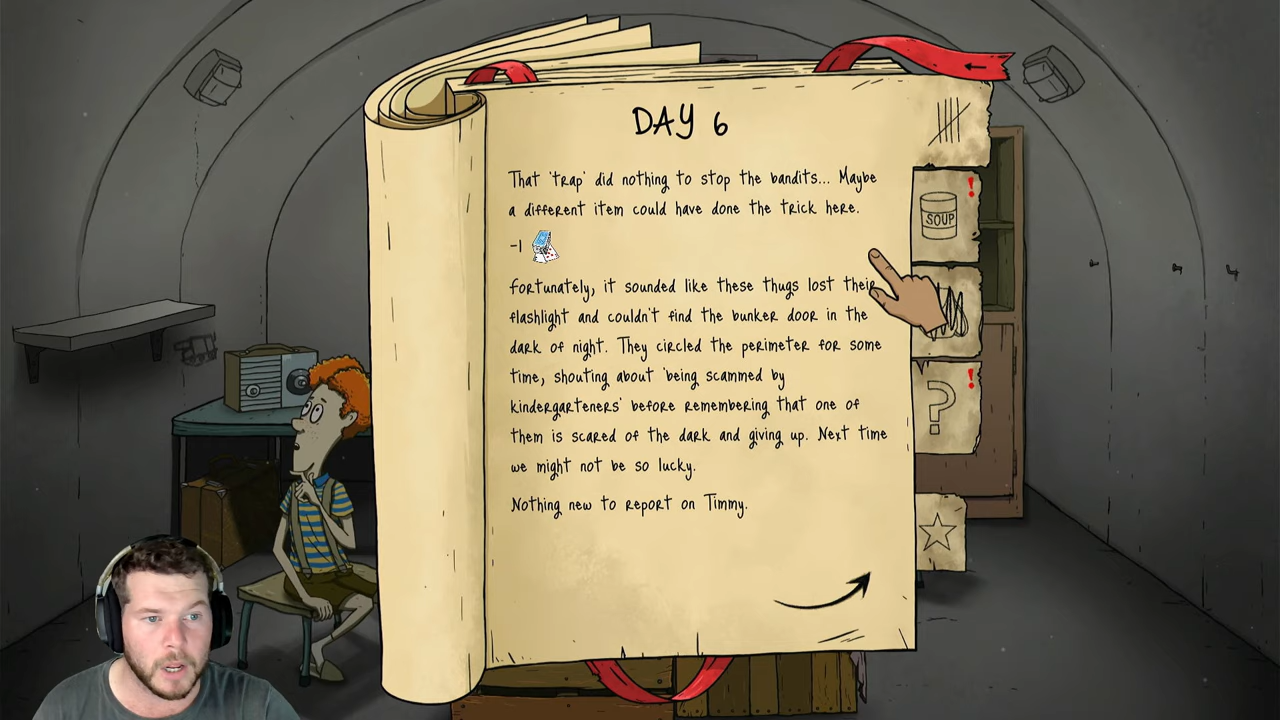 DAY 6
That 'trap' did nothing to stop the bandits... Maybe
a different item could have done the trick here.
-1
Fortunately, it sounded like these thugs lost their
flashlight and couldn't find the bunker door in the
dark of night. They circled the perimeter for some
time, shouting about 'being scammed by
kindergarteners' before remembering that one of
them is scared of the dark and giving up. Next time
we might not be so lucky.
Nothing new to report on Timmy.
!
SOUP
?
!